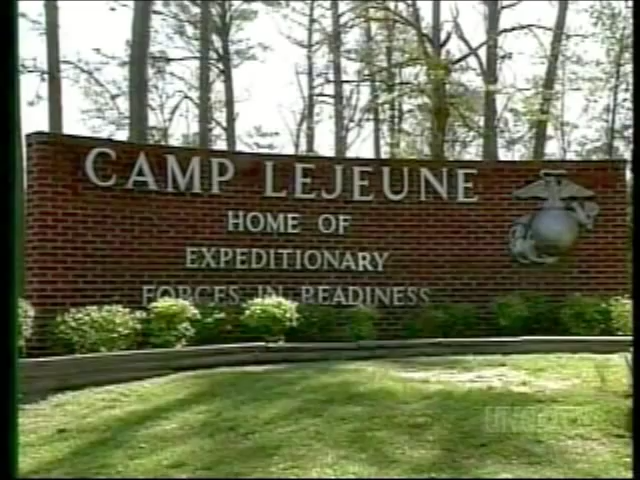 CAMP LEJEUNE
HOME OF
EXPEDITIONARY
FORCES IN READINESS